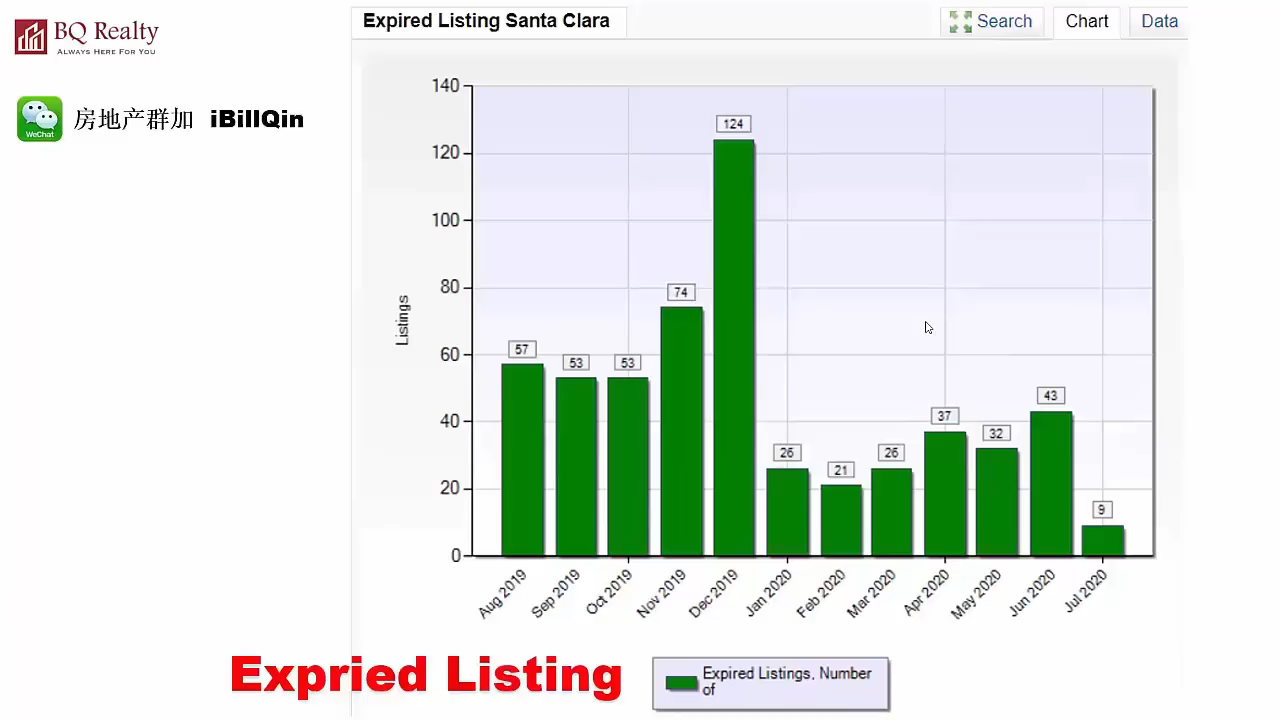 BQ Realty
ALWAYS HERE FOR YOU
WeChat
房地产群加 iBillQin
Expired Listing Santa Clara
Search
Chart
Data
Listings
140
120
100
80
60
40
20
0
57
53
53
74
124
26
21
26
37
32
43
9
Aug 2019
Sep 2019
Oct 2019
Nov 2019
Dec 2019
Jan 2020
Feb 2020
Mar 2020
Apr 2020
May 2020
Jun 2020
Jul 2020
Expried Listing
Expired Listings, Number
of